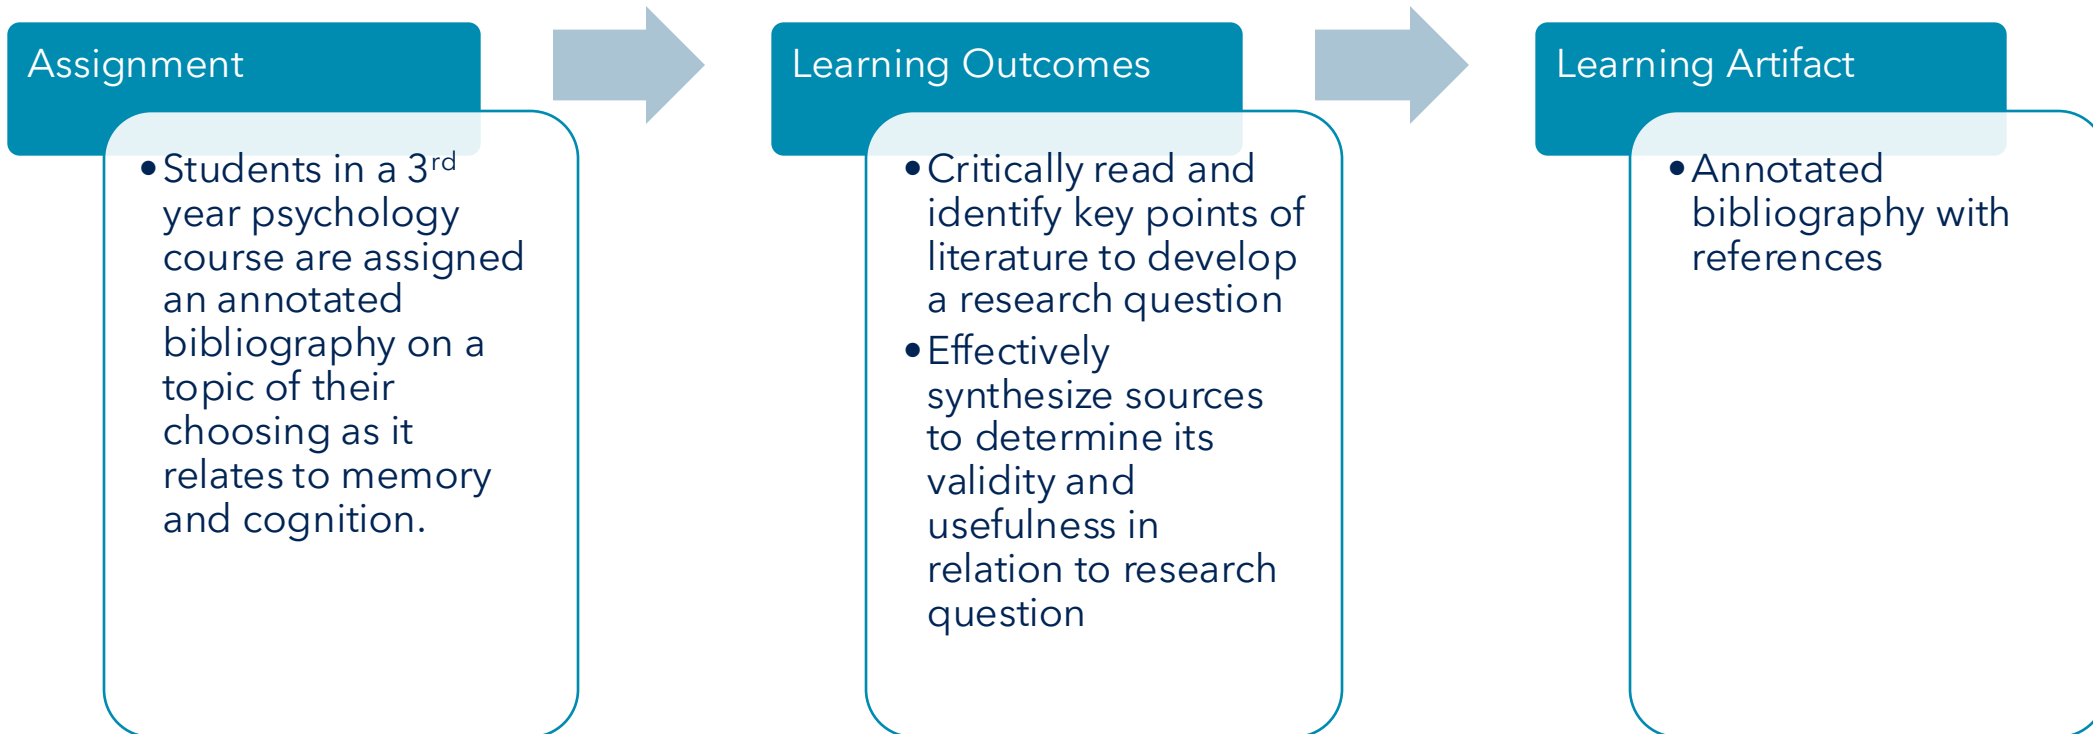 Assignment
•Students in a 3rd
year psychology
course are assigned
an annotated
bibliography on a
topic of their
choosing as it
relates to memory
and cognition.
Learning Outcomes
•Critically read and
identify key points of
literature to develop
a research question
•Effectively
synthesize sources
to determine its
validity and
usefulness in
relation to research
question
Learning Artifact
•Annotated
bibliography with
references